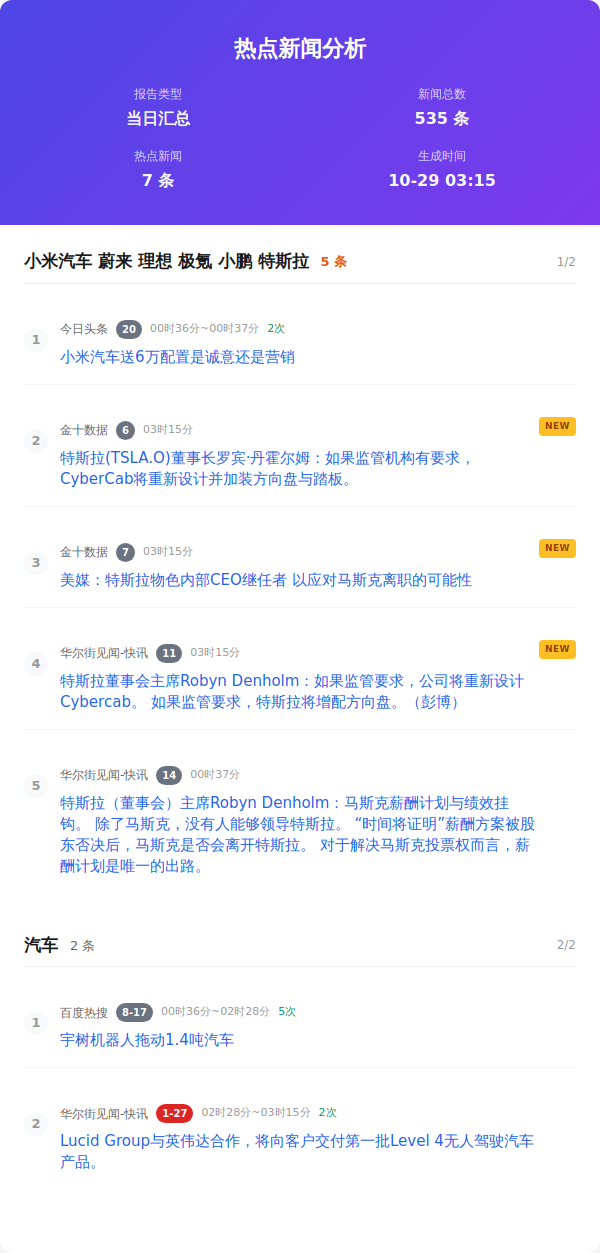 热点新闻分析
报告类型
当日汇总
新闻总数
535 条
热点新闻
7 条
生成时间
10-29 03:15
小米汽车 蔚来 理想 极氪 小鹏 特斯拉 5 条 1/2
1
今日头条 20 00时36分~00时37分 2次
小米汽车送6万配置是诚意还是营销
2
金十数据 6 03时15分 NEW
特斯拉(TSLA.O)董事长罗宾·丹霍尔姆：如果监管机构有要求，
CyberCab将重新设计并加装方向盘与踏板。
3
金十数据 7 03时15分 NEW
美媒：特斯拉物色内部CEO继任者 以应对马斯克离职的可能性
4
华尔街见闻-快讯 11 03时15分 NEW
特斯拉董事会主席Robyn Denholm：如果监管要求，公司将重新设计
Cybercab。 如果监管要求，特斯拉将增配方向盘。（彭博）
5
华尔街见闻-快讯 14 00时37分
特斯拉（董事会）主席Robyn Denholm：马斯克薪酬计划与绩效挂
钩。 除了马斯克，没有人能够领导特斯拉。 “时间将证明”薪酬方案被股
东否决后，马斯克是否会离开特斯拉。 对于解决马斯克投票权而言，薪
酬计划是唯一的出路。
汽车 2 条 2/2
1
百度热搜 8-17 00时36分~02时28分 5次
宇树机器人拖动1.4吨汽车
2
华尔街见闻-快讯 1-27 02时28分~03时15分 2次
Lucid Group与英伟达合作，将向客户交付第一批Level 4无人驾驶汽车
产品。